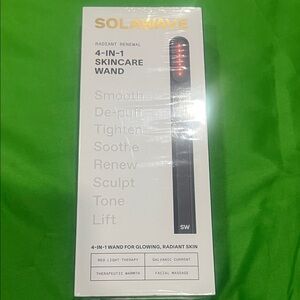 SOLAWAVE
RADIANT RENEWAL
4-IN-1
SKINCARE
WAND
Smooth
De-puff
Tighten
Soothe
Renew
Sculpt
Tone
Lift
SW
4-IN-1 WAND FOR GLOWING, RADIANT SKIN
RED LIGHT THERAPY
GALVANIC CURRENT
THERAPEUTIC WARMTH
FACIAL MASSAGE